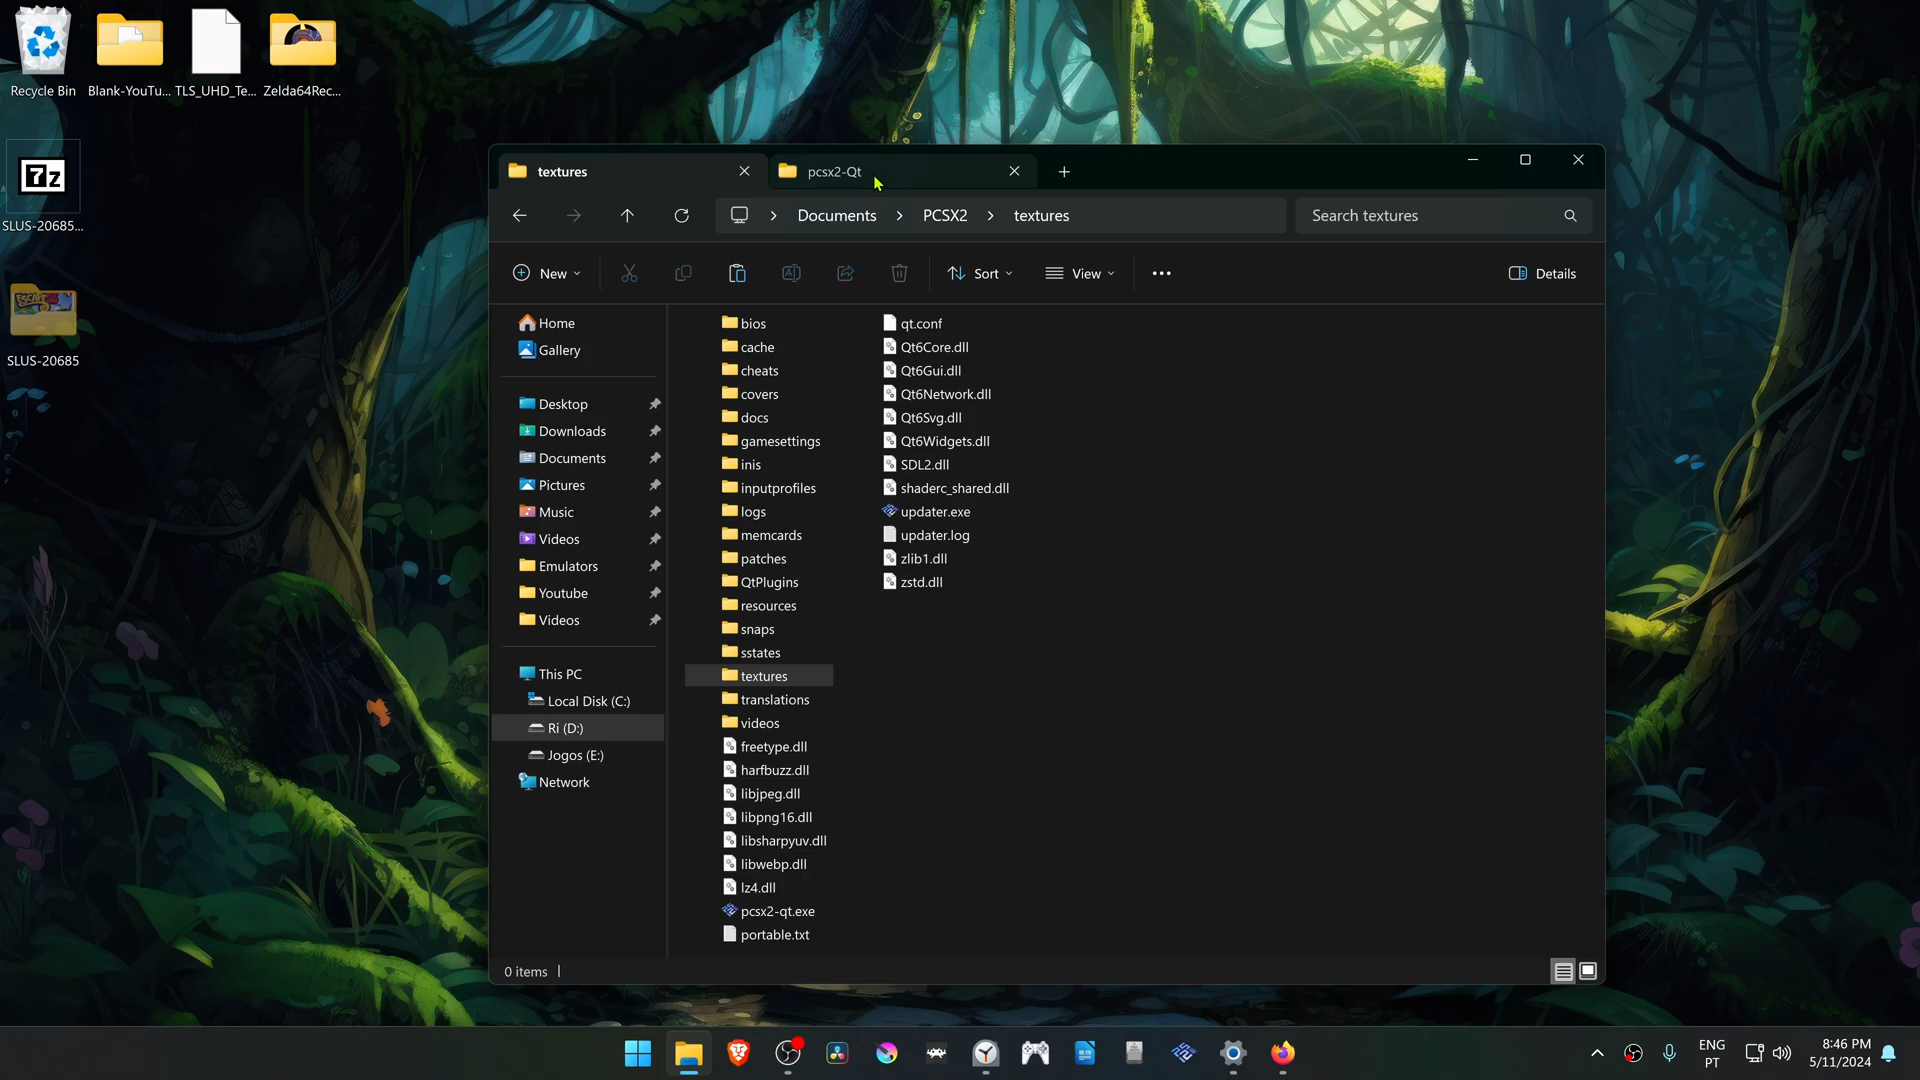 Recycle Bin
Blank-YouTu...
TLS_UHD_Te...
Zelda64Rec...
7z
SLUS-20685...
ESCAPE
SLUS-20685
textures
pcsx2-Qt
Documents > PCSX2 > textures
Search textures
New
Sort
View
Details
Home
Gallery
Desktop
Downloads
Documents
Pictures
Music
Videos
Emulators
Youtube
Videos
This PC
Local Disk (C:)
Ri (D:)
Jogos (E:)
Network
bios
cache
cheats
covers
docs
gamesettings
inis
inputprofiles
logs
memcards
patches
QtPlugins
resources
snaps
sstates
textures
translations
videos
freetype.dll
harfbuzz.dll
libjpeg.dll
libpng16.dll
libsharpyuv.dll
libwebp.dll
lz4.dll
pcsx2-qt.exe
portable.txt
qt.conf
Qt6Core.dll
Qt6Gui.dll
Qt6Network.dll
Qt6Svg.dll
Qt6Widgets.dll
SDL2.dll
shaderc_shared.dll
updater.exe
updater.log
zlib1.dll
zstd.dll
0 items
ENG
PT
8:46 PM
5/11/2024